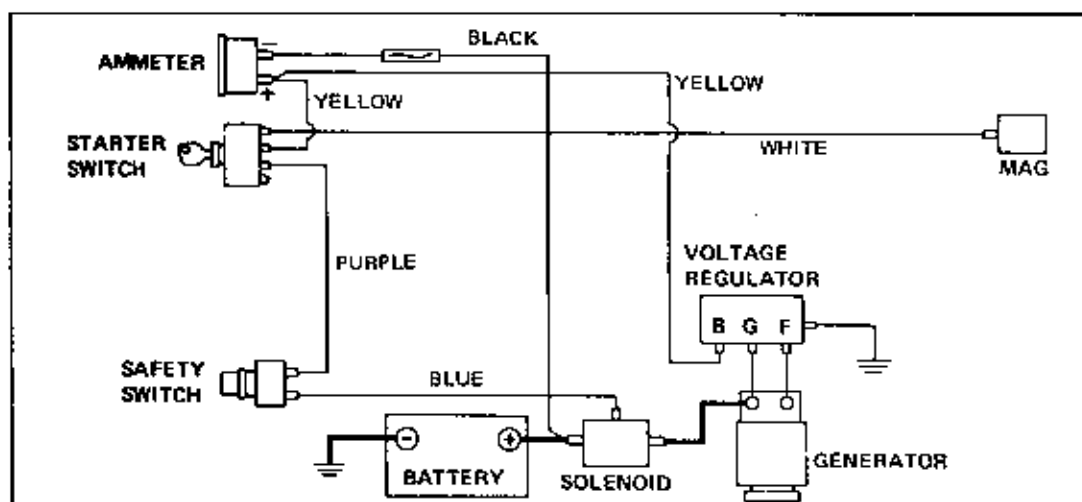 BLACK
AMMETER
−
+
YELLOW
YELLOW
STARTER
SWITCH
WHITE
MAG
PURPLE
VOLTAGE
REGULATOR
B G F
SAFETY
SWITCH
BLUE
− +
BATTERY
SOLENOID
GENERATOR